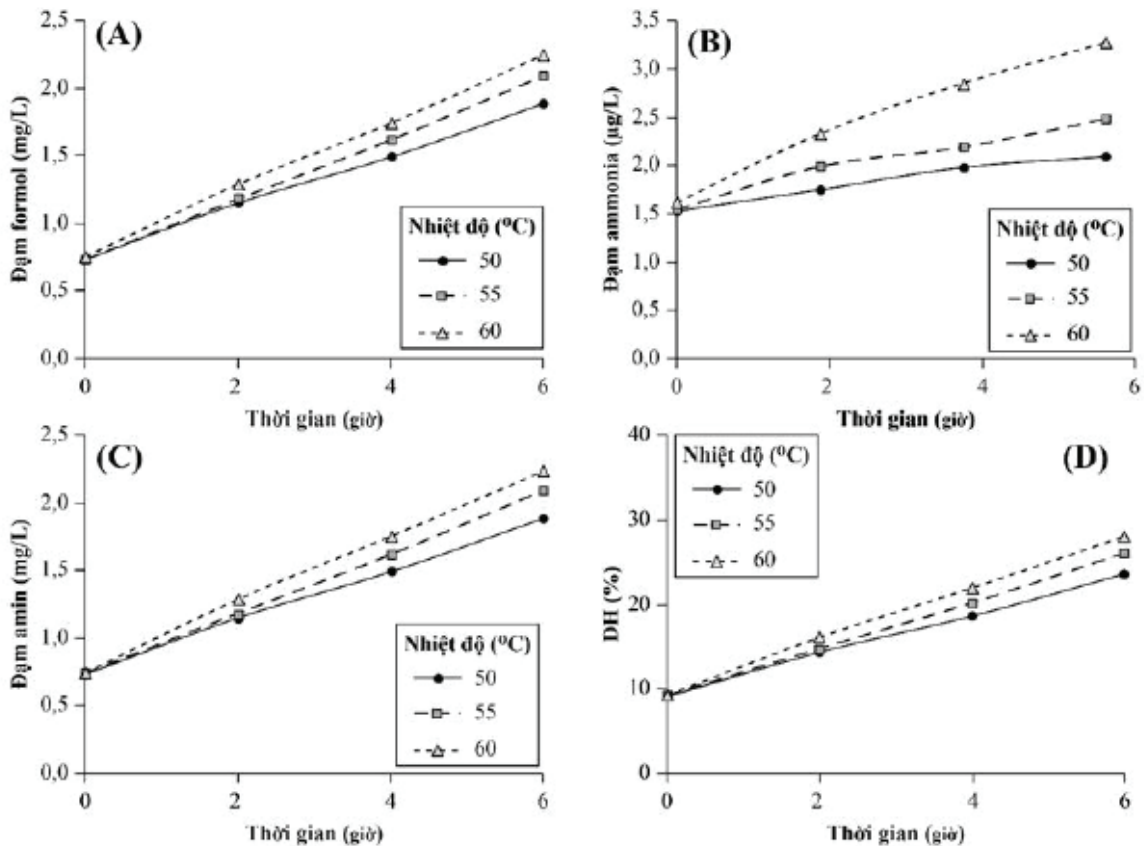 (A)
Đạm formol (mg/L)
2,5
2,0
1,5
1,0
0,5
0,0
0 2 4 6
Thời gian (giờ)
Nhiệt độ (⁰C)
50
55
60
(B)
Đạm ammonia (µg/L)
3,5
3,0
2,5
2,0
1,5
1,0
0,5
0,0
0 2 4 6
Thời gian (giờ)
Nhiệt độ (⁰C)
50
55
60
(C)
Đạm amin (mg/L)
2,5
2,0
1,5
1,0
0,5
0,0
0 2 4 6
Thời gian (giờ)
Nhiệt độ (⁰C)
50
55
60
(D)
DH (%)
40
30
20
10
0
0 2 4 6
Thời gian (giờ)
Nhiệt độ (⁰C)
50
55
60